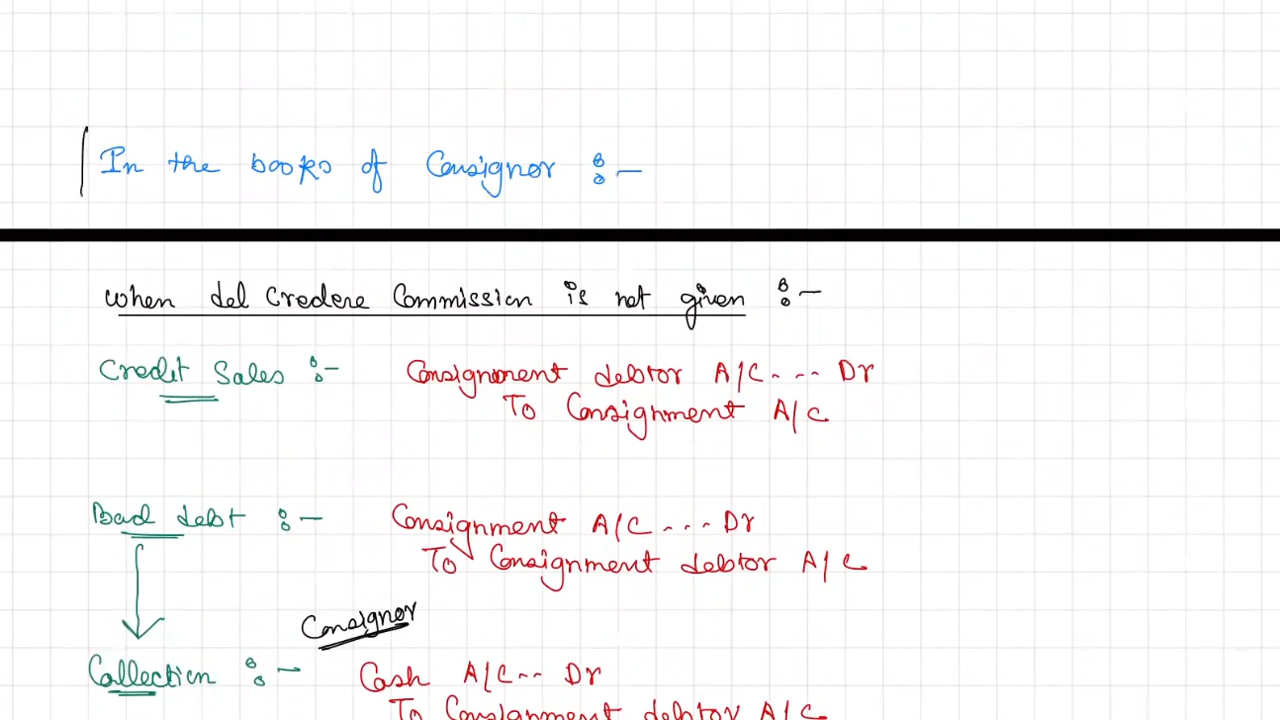 In the books of Consignor :-
when del credere Commission is not given :-
Credit Sales :- Consignment debtor A/C... Dr
To Consignment A/C
Bad debt :- Consignment A/C ... Dr
To Consignment debtor A/C
Consignor
Collection :- Cash A/C.. Dr
To Consignment debtor A/C